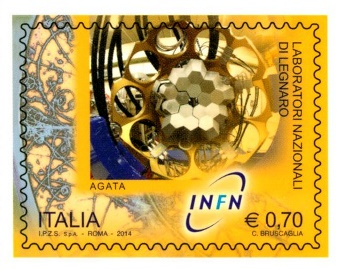 LABORATORI NAZIONALI
DI LEGNARO
AGATA
INFN
ITALIA
€ 0,70
I.P.Z.S. S.p.A. - ROMA - 2014
C. BRUSCAGLIA